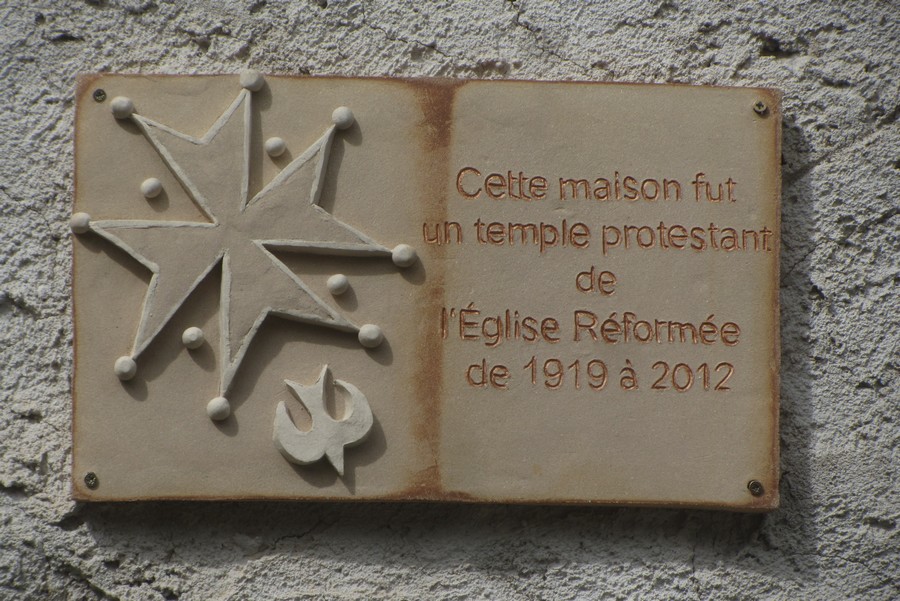 Cette maison fut
un temple protestant
de
l'Église Réformée
de 1919 à 2012